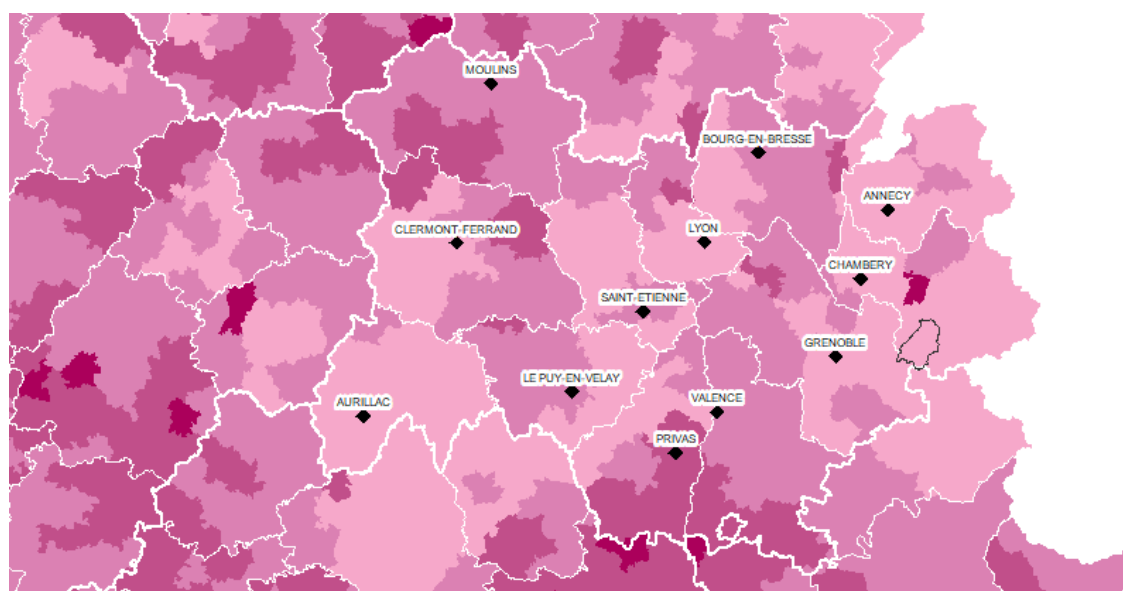 MOULINS
BOURG-EN-BRESSE
ANNECY
CLERMONT-FERRAND
LYON
CHAMBERY
SAINT-ETIENNE
GRENOBLE
LE PUY-EN-VELAY
AURILLAC
VALENCE
PRIVAS